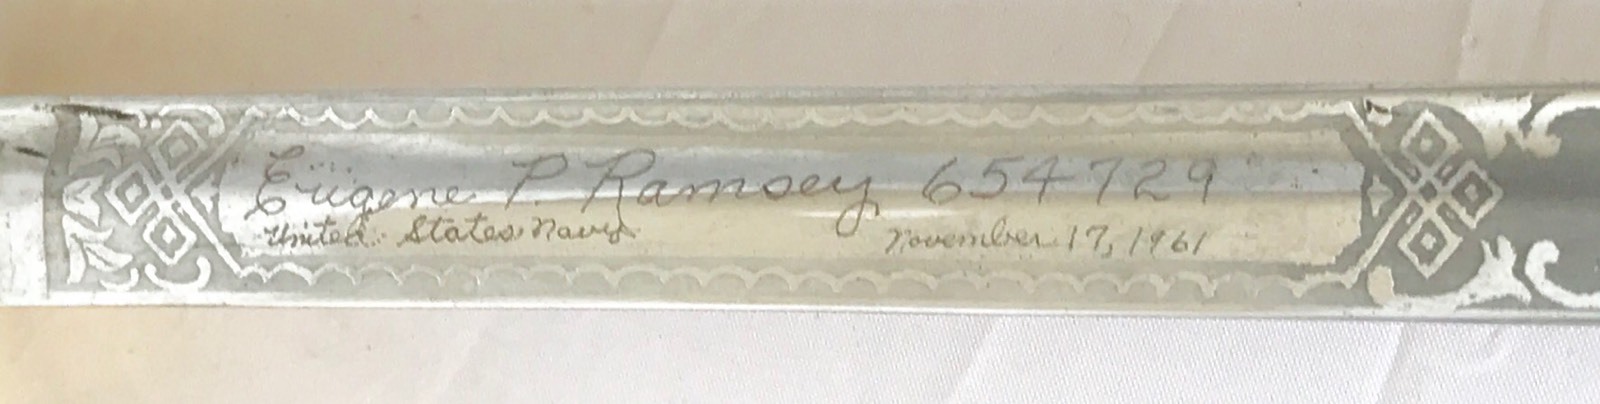 Eugene P. Ramsey 654729
United States Navy November 17, 1961